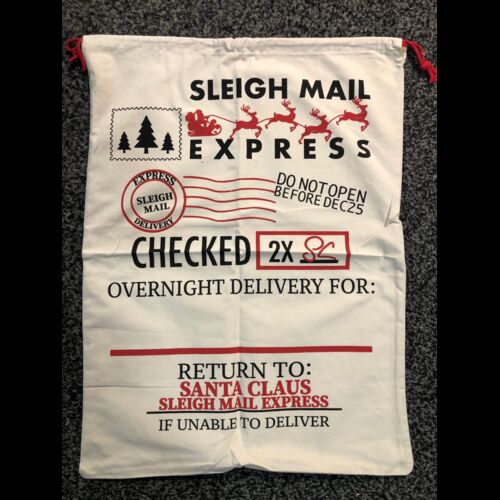 SLEIGH MAIL
EXPRESS
EXPRESS
SLEIGH
MAIL
DELIVERY
DO NOT OPEN
BEFORE DEC25
CHECKED 2X SC
OVERNIGHT DELIVERY FOR:
RETURN TO:
SANTA CLAUS
SLEIGH MAIL EXPRESS
IF UNABLE TO DELIVER